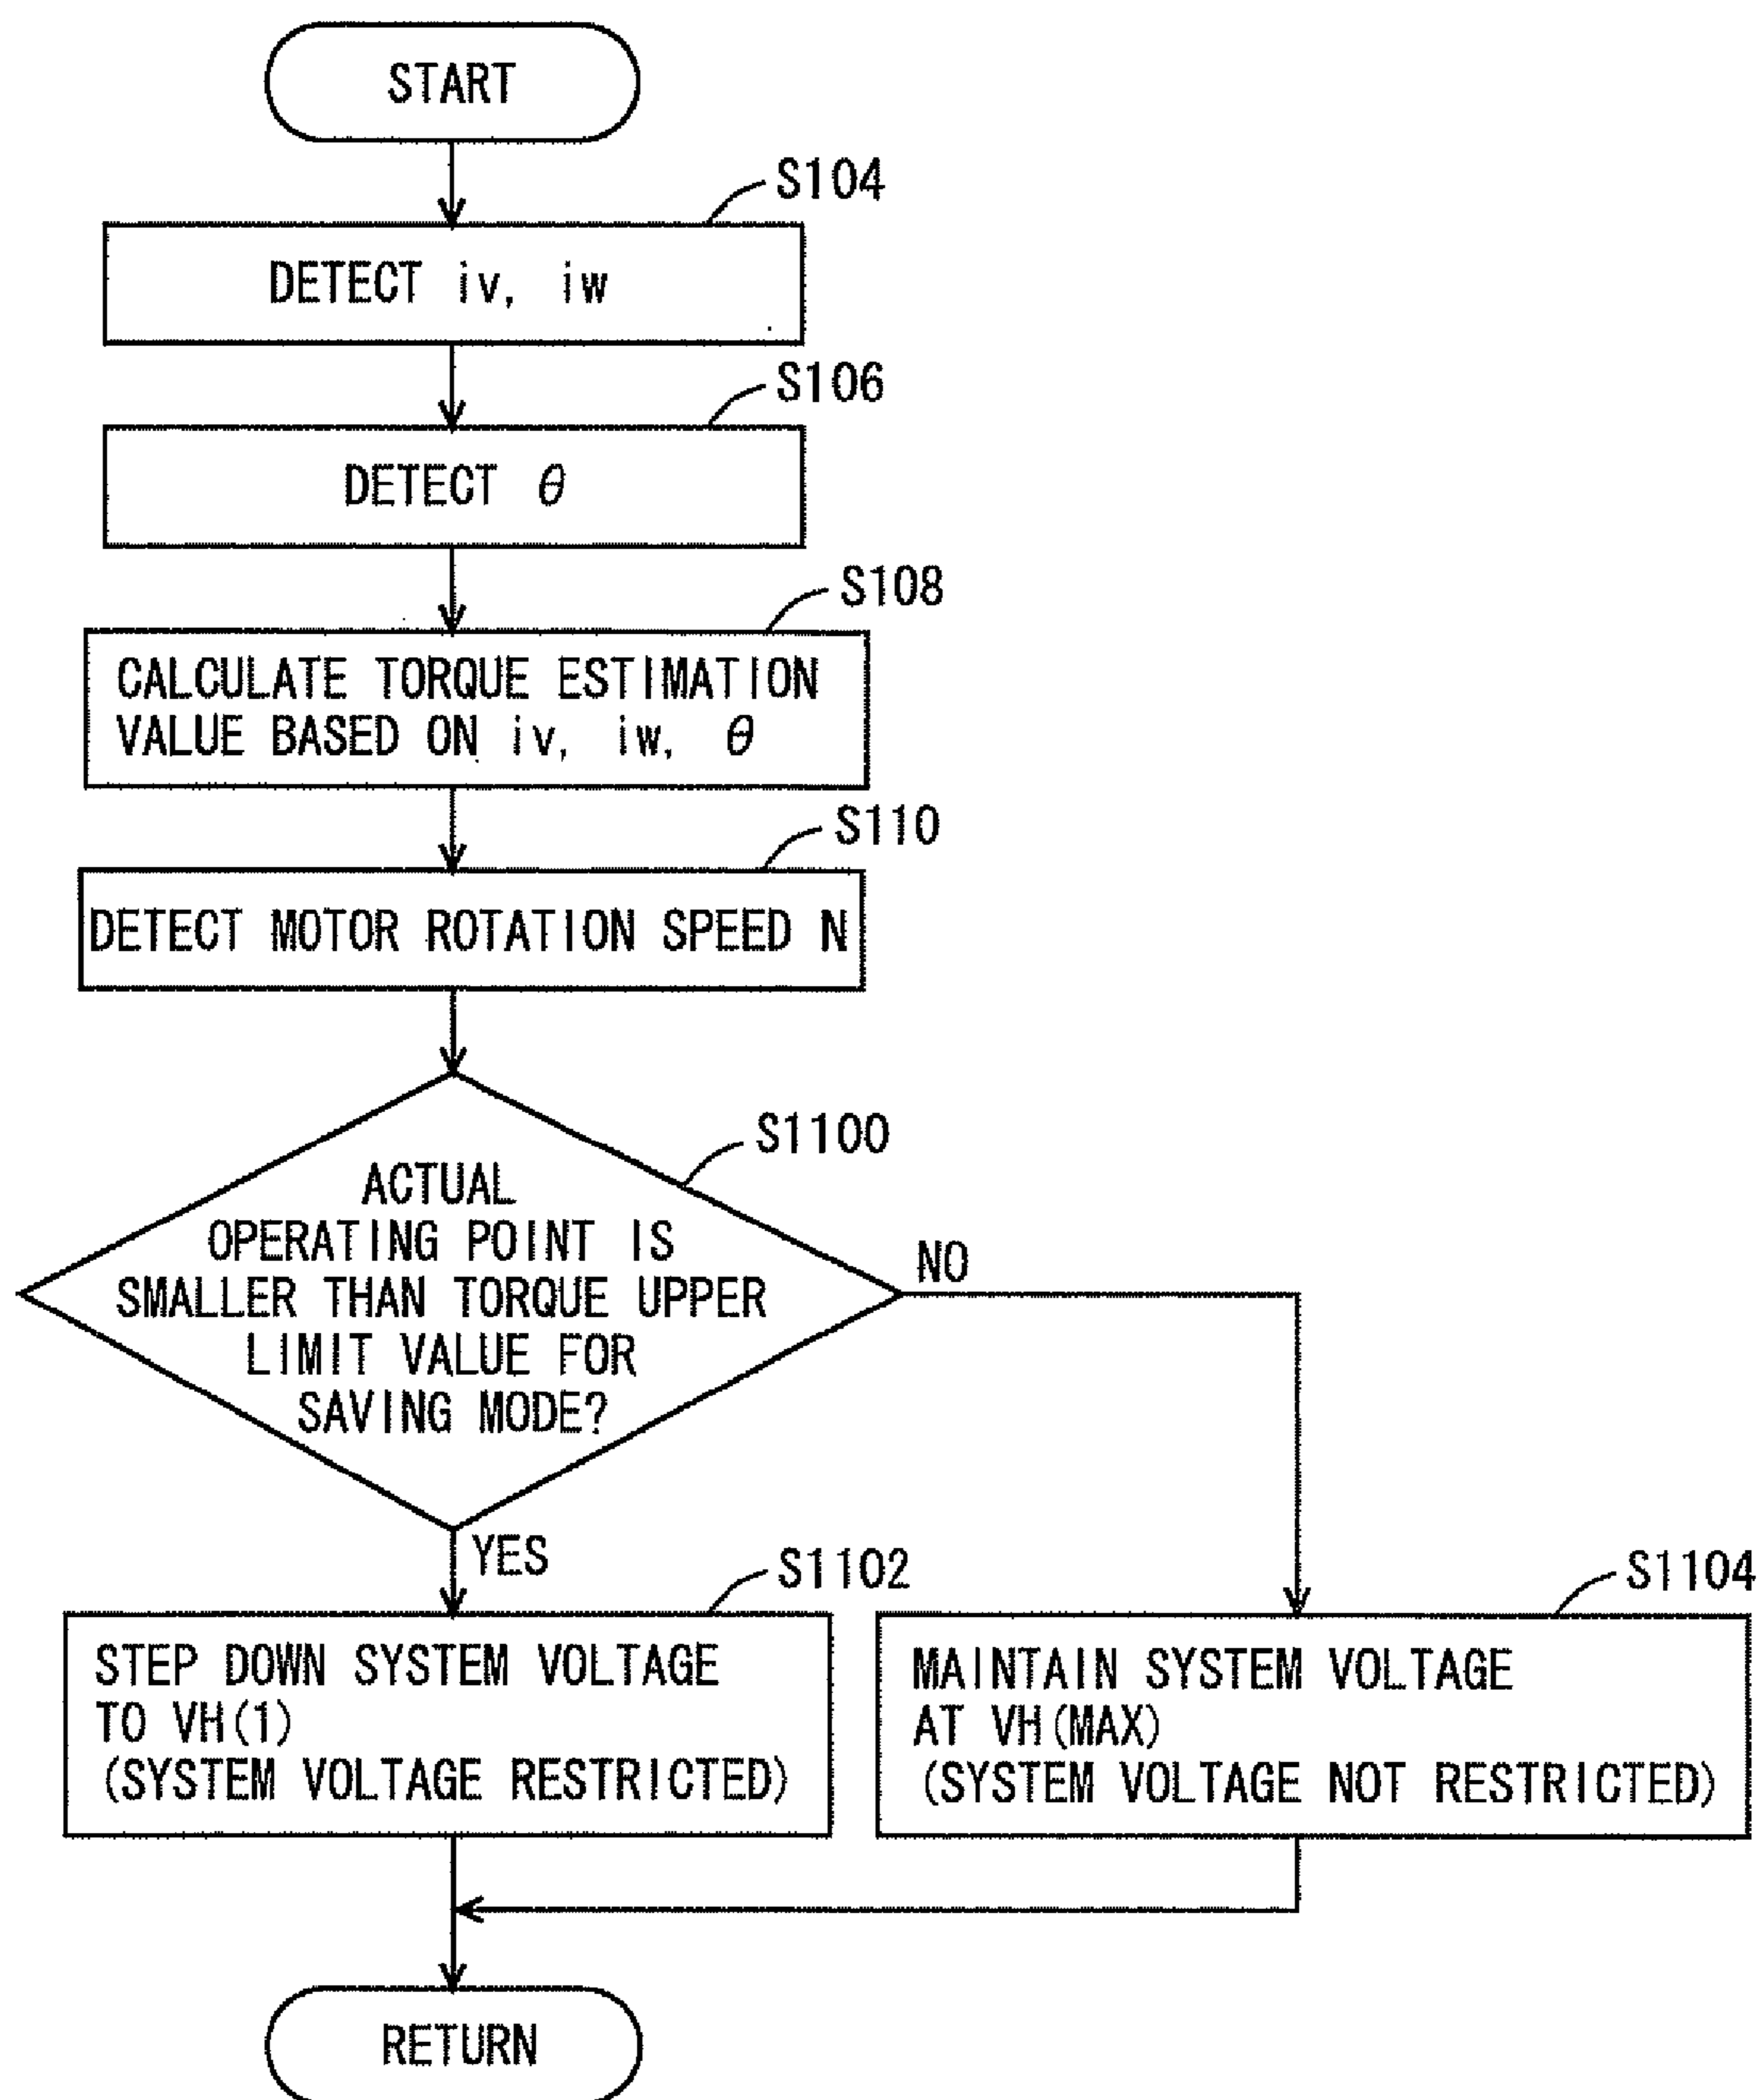 START
S104
DETECT iv, iw
S106
DETECT θ
S108
CALCULATE TORQUE ESTIMATION
VALUE BASED ON iv, iw, θ
S110
DETECT MOTOR ROTATION SPEED N
S1100
ACTUAL
OPERATING POINT IS
SMALLER THAN TORQUE UPPER
LIMIT VALUE FOR
SAVING MODE?
NO
YES
S1102
STEP DOWN SYSTEM VOLTAGE
TO VH(1)
(SYSTEM VOLTAGE RESTRICTED)
S1104
MAINTAIN SYSTEM VOLTAGE
AT VH(MAX)
(SYSTEM VOLTAGE NOT RESTRICTED)
RETURN